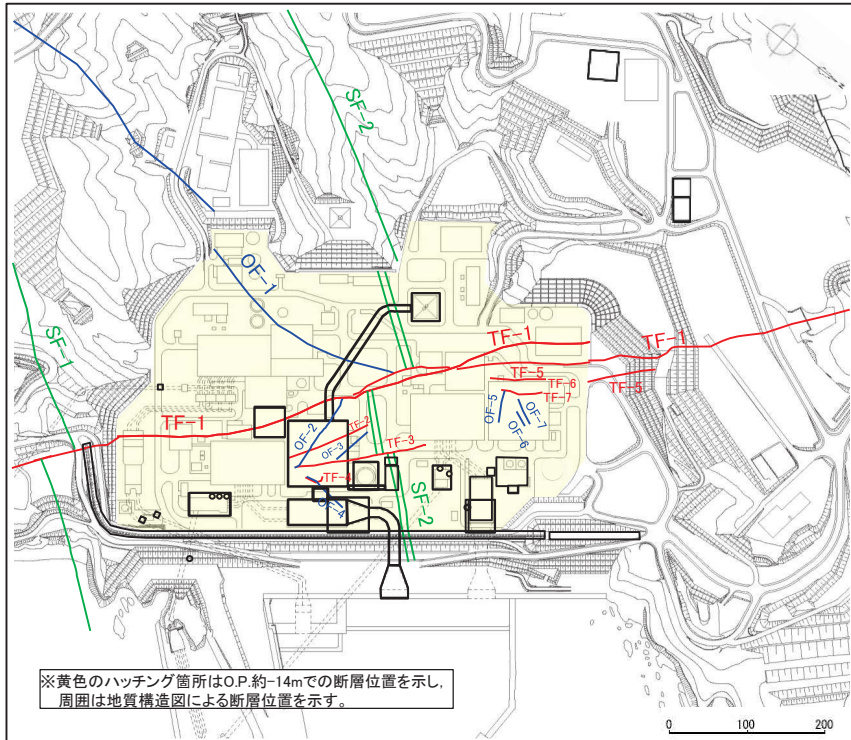 SF-2
OF-1
SF-1
TF-1
TF-1
TF-1
TF-5
TF-6
TF-5
TF-7
OF-5
OF-7
OF-6
OF-2
TF-2
OF-3
TF-3
TF-4
OF-4
SF-2
※黄色のハッチング箇所はO.P.約-14mでの断層位置を示し,
周囲は地質構造図による断層位置を示す。
0 100 200